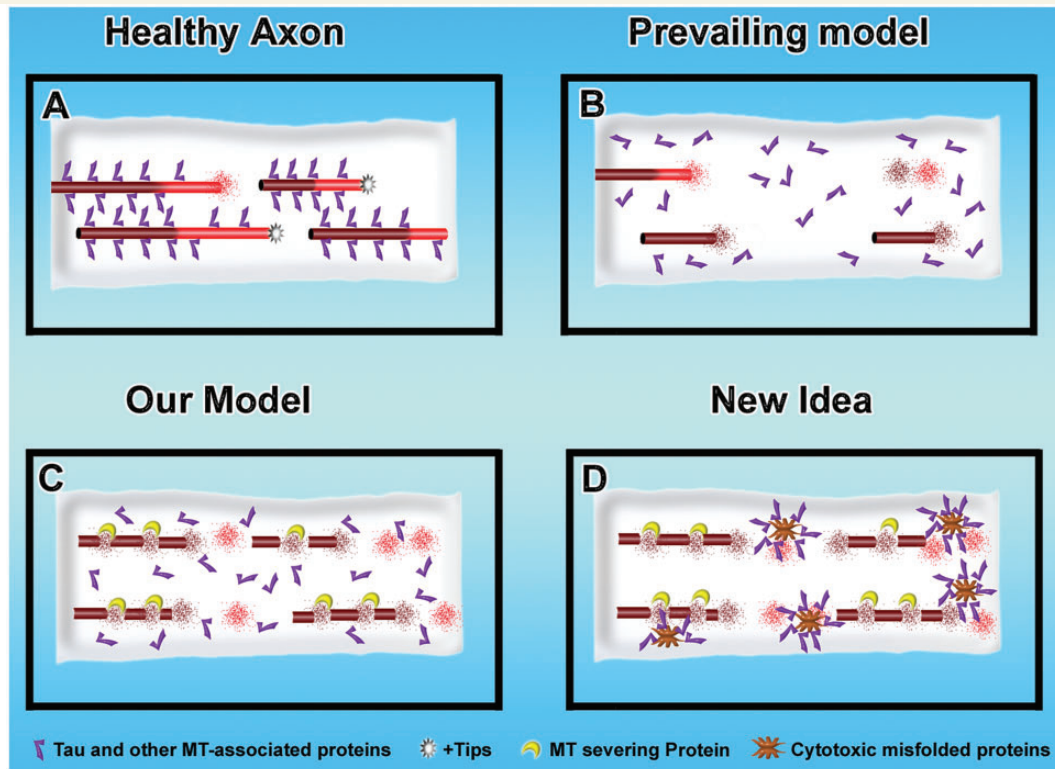 Healthy Axon
Prevailing model
A
B
Our Model
New Idea
C
D
Tau and other MT-associated proteins +Tips MT severing Protein Cytotoxic misfolded proteins